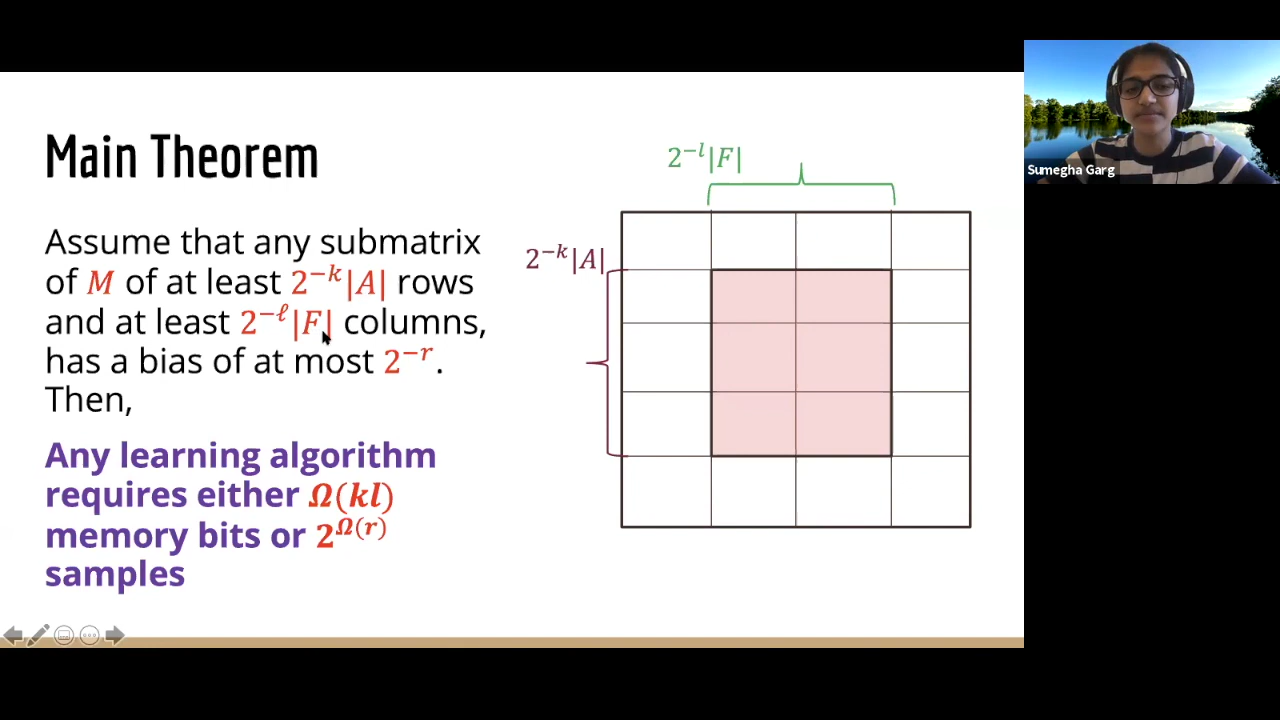 Main Theorem
Assume that any submatrix
of M of at least 2^{-k}|A| rows
and at least 2^{-ℓ}|F| columns,
has a bias of at most 2^{-r}.
Then,
Any learning algorithm
requires either Ω(kl)
memory bits or 2^{Ω(r)}
samples
2^{-l}|F|
2^{-k}|A|
Sumegha Garg